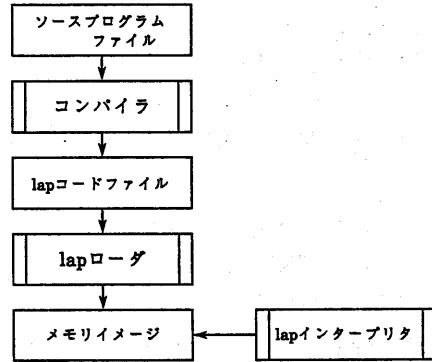 ソースプログラム
ファイル
コンパイラ
lapコードファイル
lapローダ
メモリイメージ
lapインタープリタ